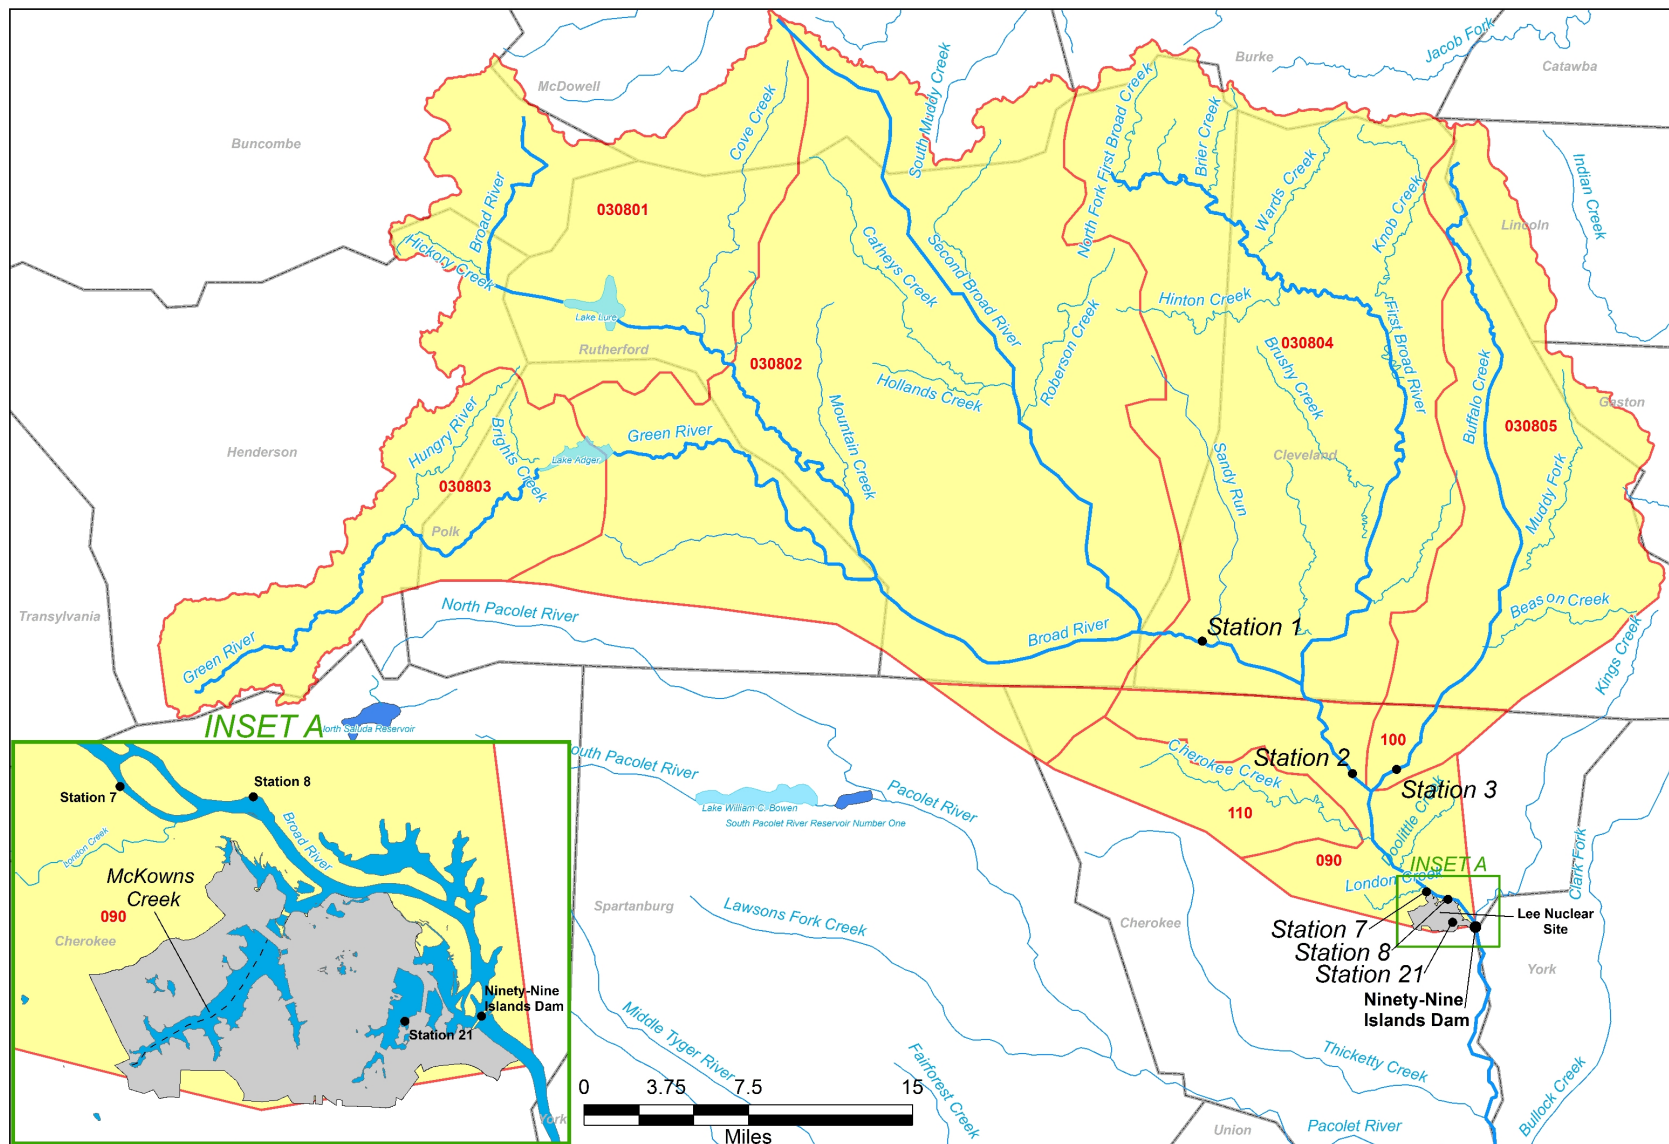 Burke
Jacob Fork
Catawba
McDowell
South Muddy Creek
Cove Creek
North Fork First Broad Creek
Brier Creek
Buncombe
Wards Creek
Knob Creek
Indian Creek
Lincoln
Broad River
030801
Hickory Creek
Catheys Creek
Second Broad River
Hinton Creek
Lake Lure
Rutherford
030802
Roberson Creek
030804
First Broad River
Brushy Creek
Buffalo Creek
Hollands Creek
Gaston
Mountain Creek
Hungry River
Brights Creek
Green River
030805
Henderson
Lake Adger
Cleveland
Sandy Run
Muddy Fork
030803
Polk
Transylvania
North Pacolet River
Beason Creek
Broad River
Station 1
Green River
Kings Creek
INSET A
North Saluda Reservoir
100
South Pacolet River
Cherokee Creek
Station 2
Station 3
Pacolet River
Lake William C. Bowen
South Pacolet River Reservoir Number One
110
Doolittle Creek
090
INSET A
London Creek
Clark Fork
Spartanburg
Lawsons Fork Creek
Cherokee
Lee Nuclear
Site
Station 7
Station 8
Station 21
York
Ninety-Nine
Islands Dam
Middle Tyger River
Fairforest Creek
Thicketty Creek
Bullock Creek
Pacolet River
Union
Station 7
Station 8
Broad River
London Creek
McKowns
Creek
090
Cherokee
Ninety-Nine
Islands Dam
Station 21
York
0 3.75 7.5 15
Miles